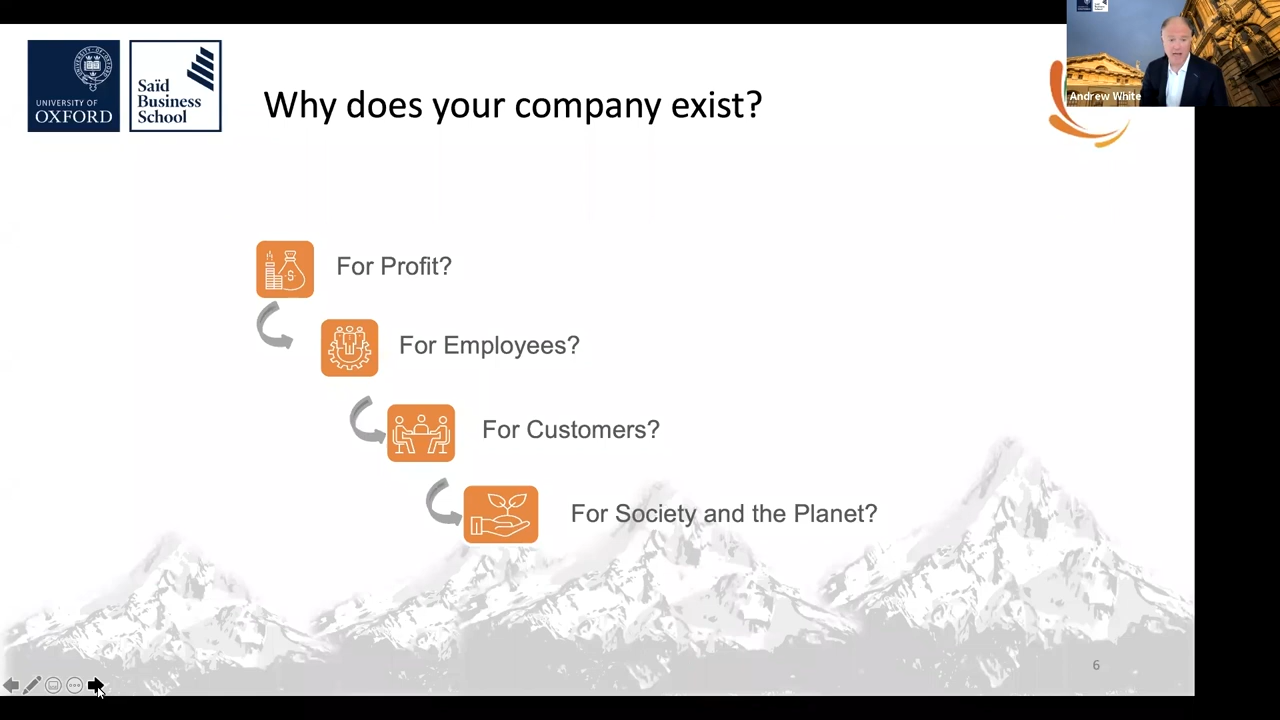 UNIVERSITY OF
OXFORD
Saïd
Business
School
Why does your company exist?
Andrew White
For Profit?
$
For Employees?
For Customers?
For Society and the Planet?
6